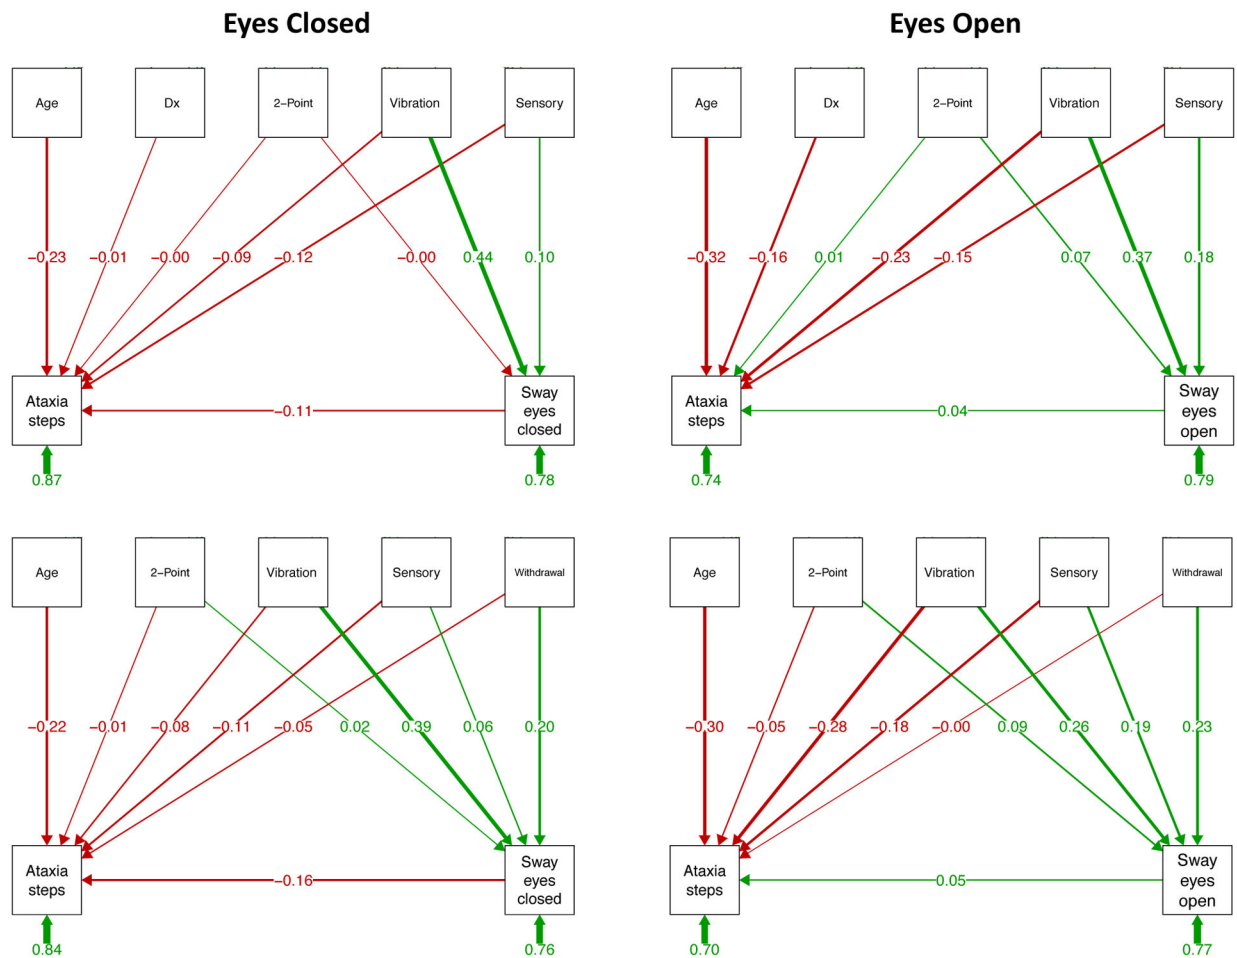 Eyes Closed
Eyes Open
Age
Dx
2−Point
Vibration
Sensory
Age
Dx
2−Point
Vibration
Sensory
−0.23
−0.01
−0.00
−0.09
−0.12
−0.00
0.44
0.10
−0.32
−0.16
0.01
−0.23
−0.15
0.07
0.37
0.18
Ataxia
steps
−0.11
Sway
eyes
closed
Ataxia
steps
0.04
Sway
eyes
open
0.87
0.78
0.74
0.79
Age
2−Point
Vibration
Sensory
Withdrawal
Age
2−Point
Vibration
Sensory
Withdrawal
−0.22
−0.01
−0.08
−0.11
−0.05
0.02
0.39
0.06
0.20
−0.30
−0.05
−0.28
−0.18
−0.00
0.09
0.26
0.19
0.23
Ataxia
steps
−0.16
Sway
eyes
closed
Ataxia
steps
0.05
Sway
eyes
open
0.84
0.76
0.70
0.77